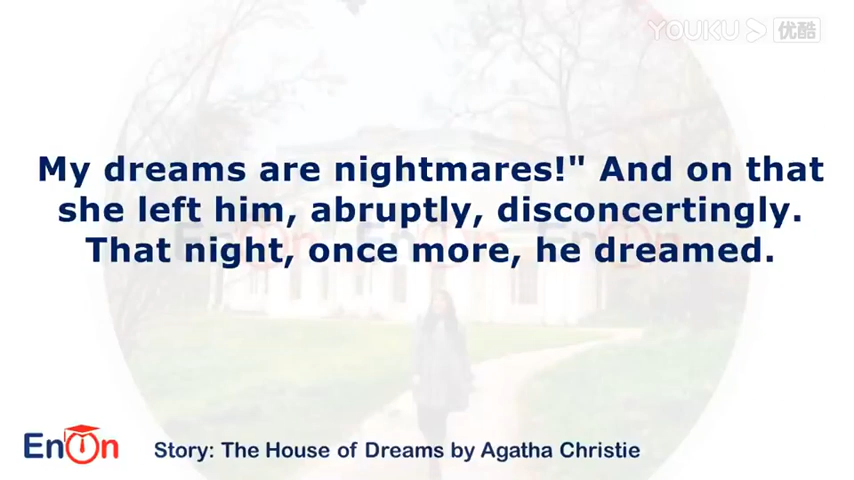 YOUKU 优酷
My dreams are nightmares!" And on that
she left him, abruptly, disconcertingly.
That night, once more, he dreamed.
EnOn
Story: The House of Dreams by Agatha Christie